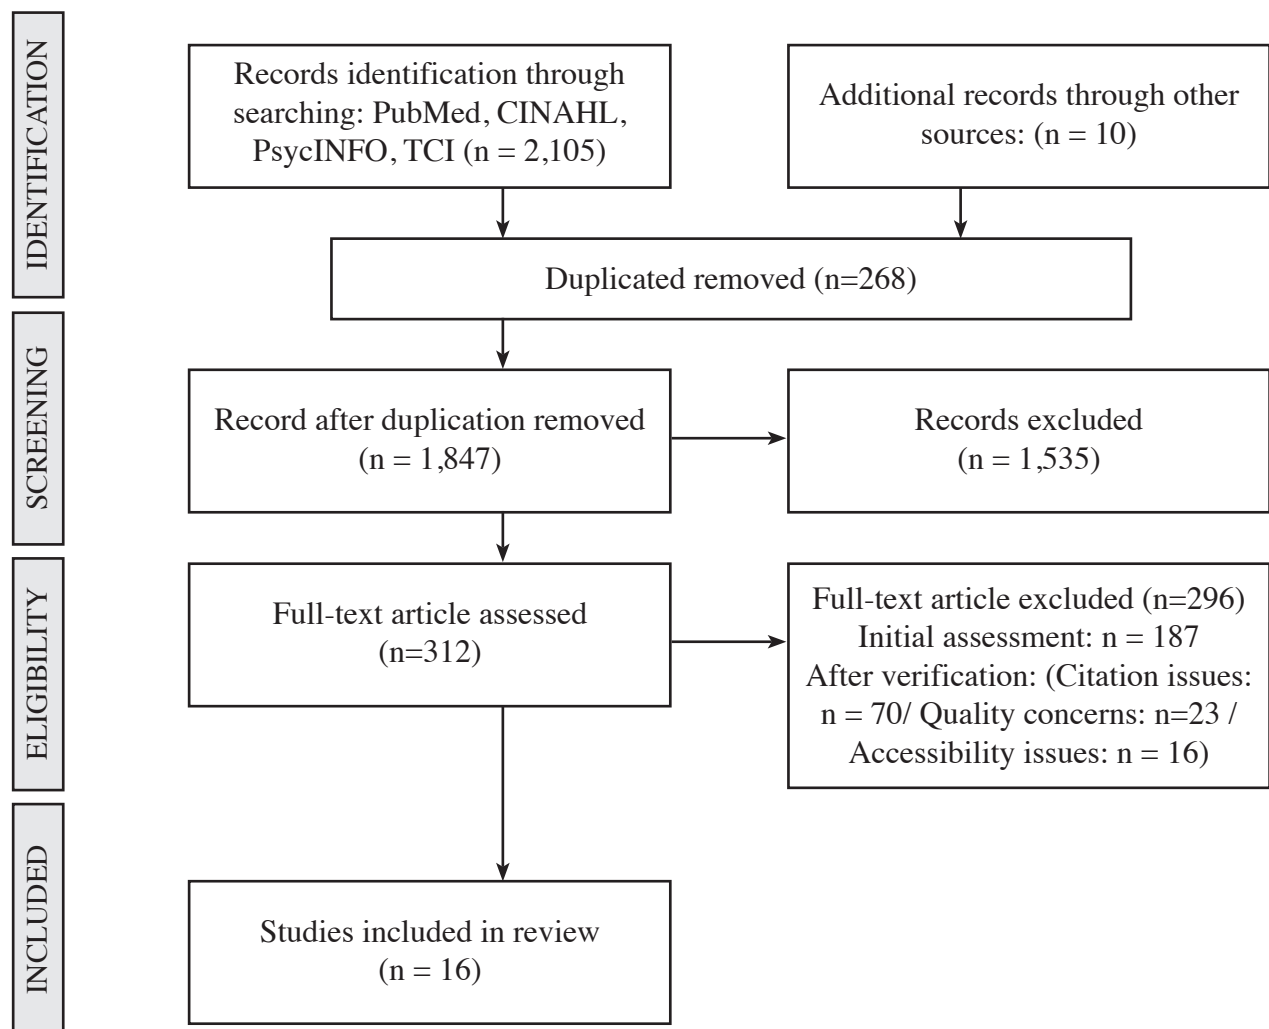 IDENTIFICATION
Records identification through
searching: PubMed, CINAHL,
PsycINFO, TCI (n = 2,105)
Additional records through other
sources: (n = 10)
Duplicated removed (n=268)
SCREENING
Record after duplication removed
(n = 1,847)
Records excluded
(n = 1,535)
ELIGIBILITY
Full-text article assessed
(n=312)
Full-text article excluded (n=296)
Initial assessment: n = 187
After verification: (Citation issues:
n = 70/ Quality concerns: n=23 /
Accessibility issues: n = 16)
INCLUDED
Studies included in review
(n = 16)